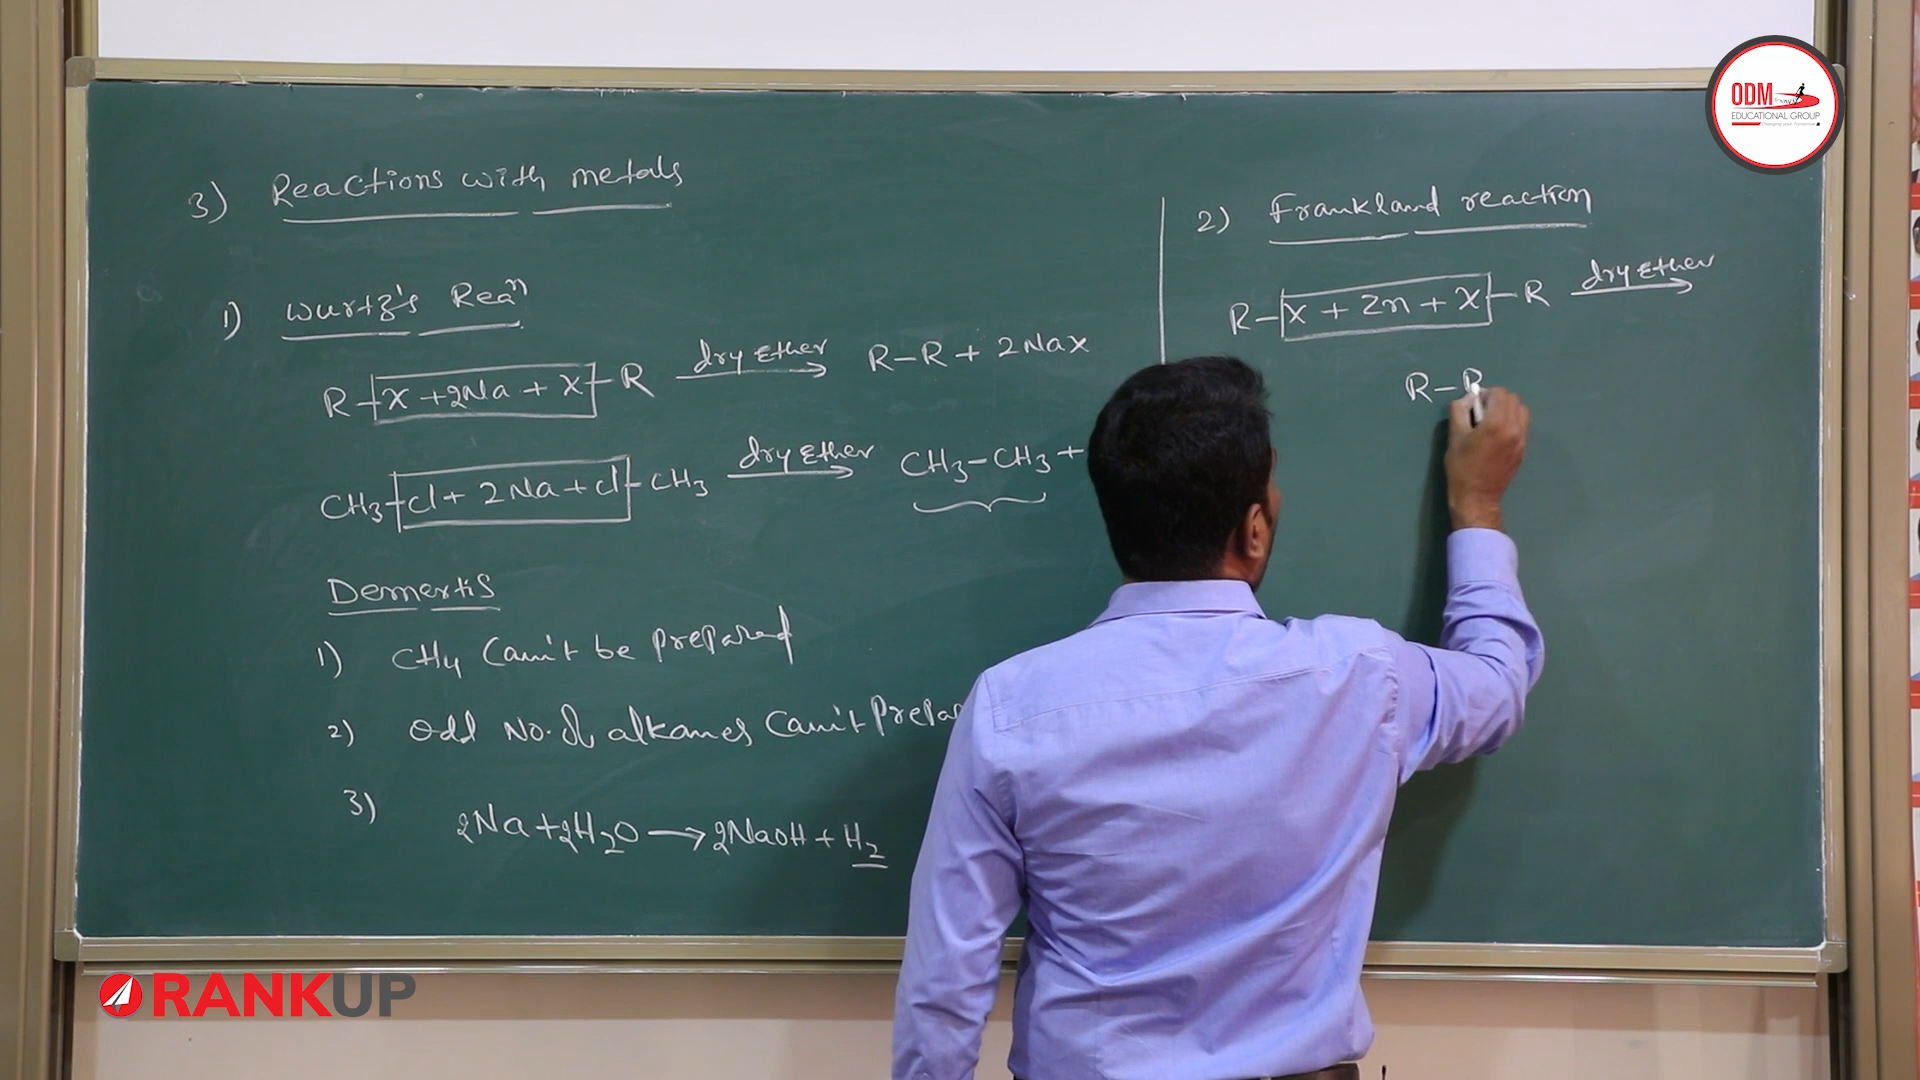 3) Reactions with metals
1) Wurtz's Reaⁿ
R-X + 2Na + X-R dry Ether → R-R + 2NaX
CH3-Cl + 2Na + Cl-CH3 dry Ether → CH3-CH3 +
Demertis
1) CH4 Can't be Prepared
2) Odd No. of alkanes Can't Prepar
3) 2Na + 2H2O → 2NaOH + H2
2) Frankland reaction
R-X + Zn + X-R dry Ether →
R-R
ODM
EDUCATIONAL GROUP
RANKUP